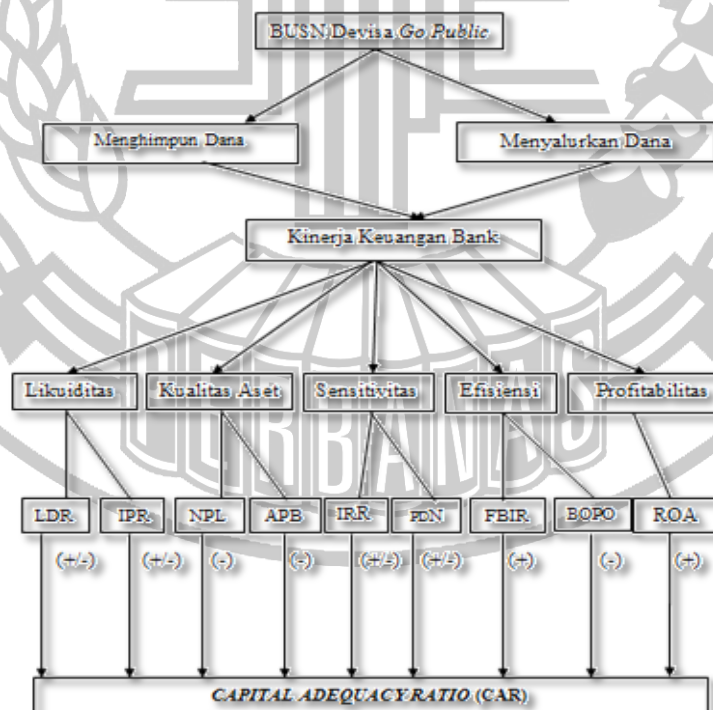 BUSN Devisa Go Public
Menghimpun Dana
Menyalurkan Dana
Kinerja Keuangan Bank
Likuiditas
Kualitas Aset
Sensitivitas
Efisiensi
Profitabilitas
LDR
IPR
NPL
APB
IRR
PDN
FBIR
BOPO
ROA
(+/-)
(+/-)
(-)
(-)
(+/-)
(+/-)
(+)
(-)
(+)
CAPITAL ADEQUACY RATIO (CAR)
PERBANAS